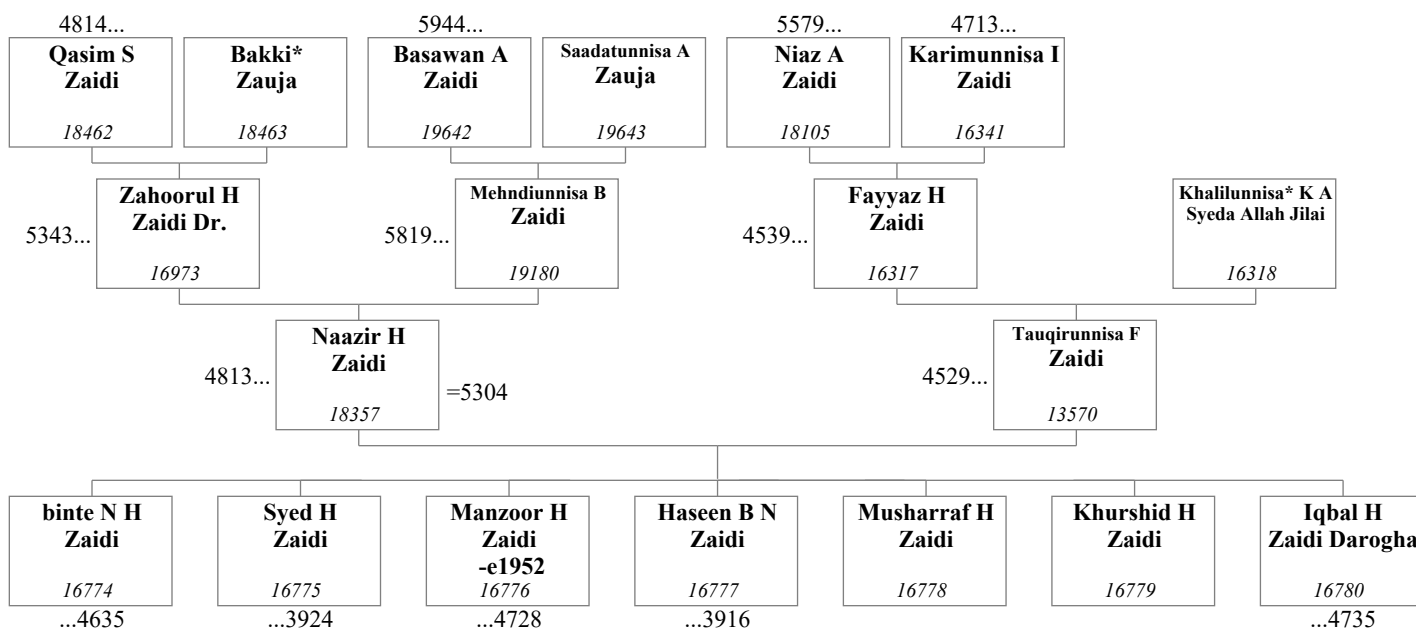 4814...
5944...
5579...
4713...
Qasim S
Zaidi
18462
Bakki*
Zauja
18463
Basawan A
Zaidi
19642
Saadatunnisa A
Zauja
19643
Niaz A
Zaidi
18105
Karimunnisa I
Zaidi
16341
5343...
Zahoorul H
Zaidi Dr.
16973
5819...
Mehndiunnisa B
Zaidi
19180
4539...
Fayyaz H
Zaidi
16317
Khalilunnisa* K A
Syeda Allah Jilai
16318
4813...
Naazir H
Zaidi
18357
=5304
4529...
Tauqirunnisa F
Zaidi
13570
binte N H
Zaidi
16774
...4635
Syed H
Zaidi
16775
...3924
Manzoor H
Zaidi
-e1952
16776
...4728
Haseen B N
Zaidi
16777
...3916
Musharraf H
Zaidi
16778
Khurshid H
Zaidi
16779
Iqbal H
Zaidi Darogha
16780
...4735